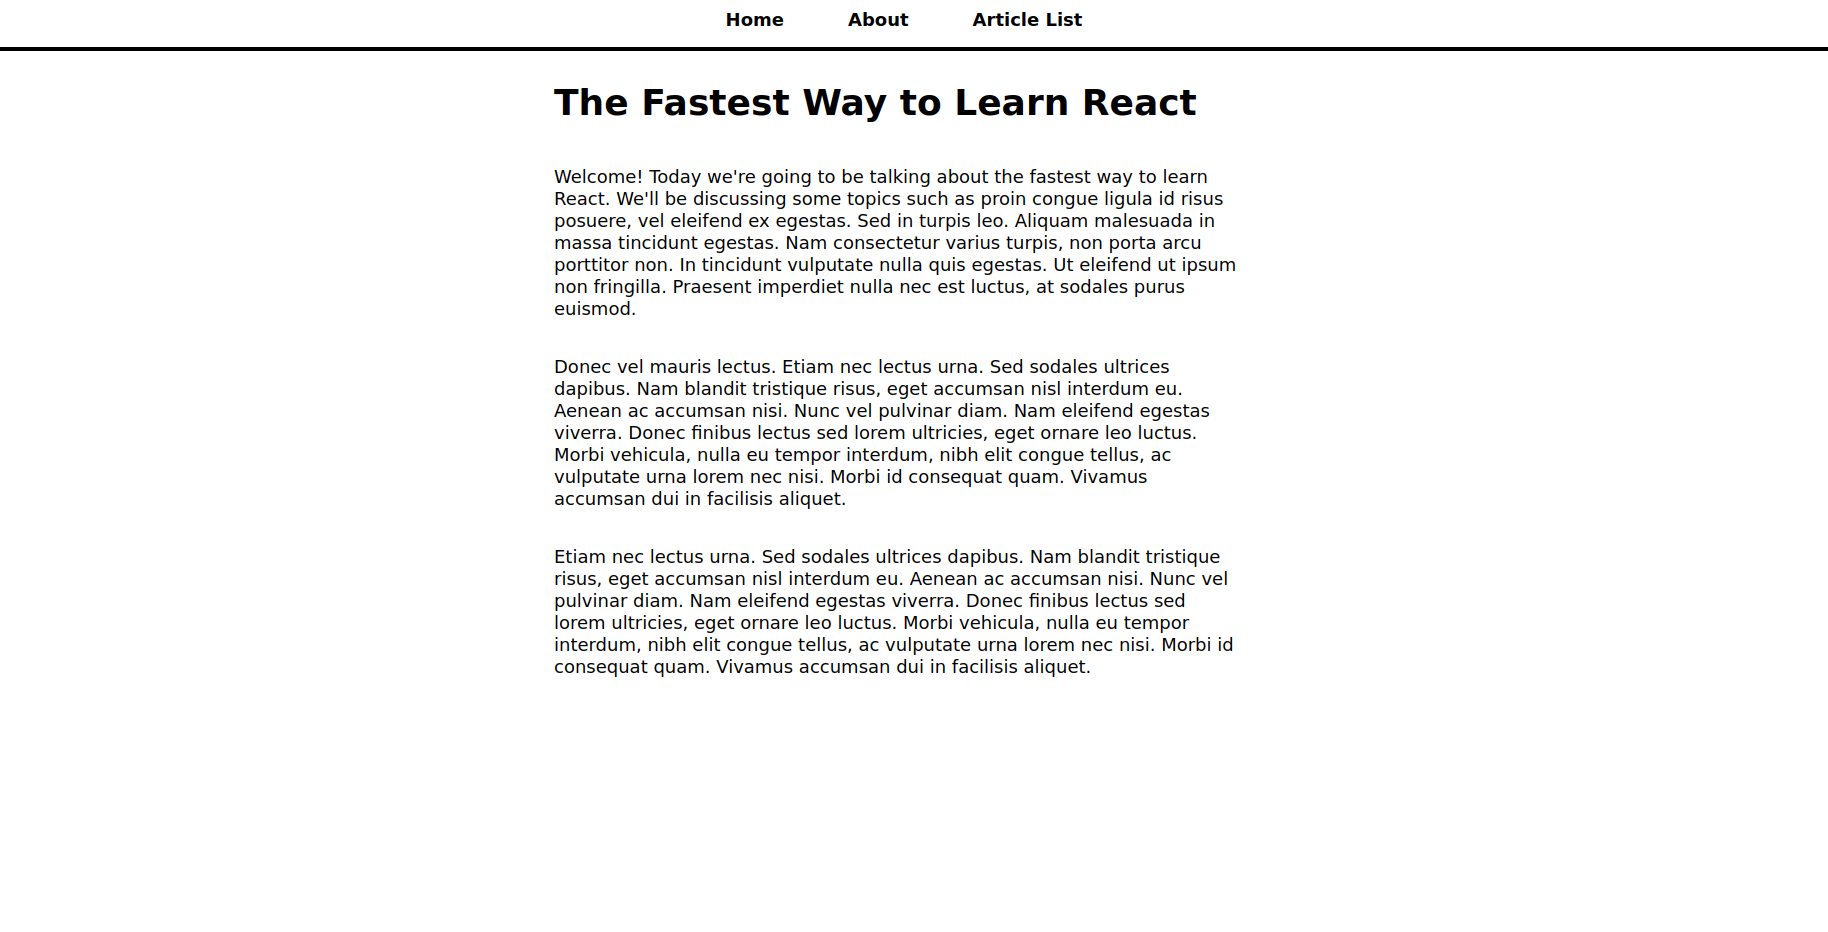 Home About Article List
The Fastest Way to Learn React
Welcome! Today we're going to be talking about the fastest way to learn
React. We'll be discussing some topics such as proin congue ligula id risus
posuere, vel eleifend ex egestas. Sed in turpis leo. Aliquam malesuada in
massa tincidunt egestas. Nam consectetur varius turpis, non porta arcu
porttitor non. In tincidunt vulputate nulla quis egestas. Ut eleifend ut ipsum
non fringilla. Praesent imperdiet nulla nec est luctus, at sodales purus
euismod.
Donec vel mauris lectus. Etiam nec lectus urna. Sed sodales ultrices
dapibus. Nam blandit tristique risus, eget accumsan nisl interdum eu.
Aenean ac accumsan nisi. Nunc vel pulvinar diam. Nam eleifend egestas
viverra. Donec finibus lectus sed lorem ultricies, eget ornare leo luctus.
Morbi vehicula, nulla eu tempor interdum, nibh elit congue tellus, ac
vulputate urna lorem nec nisi. Morbi id consequat quam. Vivamus
accumsan dui in facilisis aliquet.
Etiam nec lectus urna. Sed sodales ultrices dapibus. Nam blandit tristique
risus, eget accumsan nisl interdum eu. Aenean ac accumsan nisi. Nunc vel
pulvinar diam. Nam eleifend egestas viverra. Donec finibus lectus sed
lorem ultricies, eget ornare leo luctus. Morbi vehicula, nulla eu tempor
interdum, nibh elit congue tellus, ac vulputate urna lorem nec nisi. Morbi id
consequat quam. Vivamus accumsan dui in facilisis aliquet.